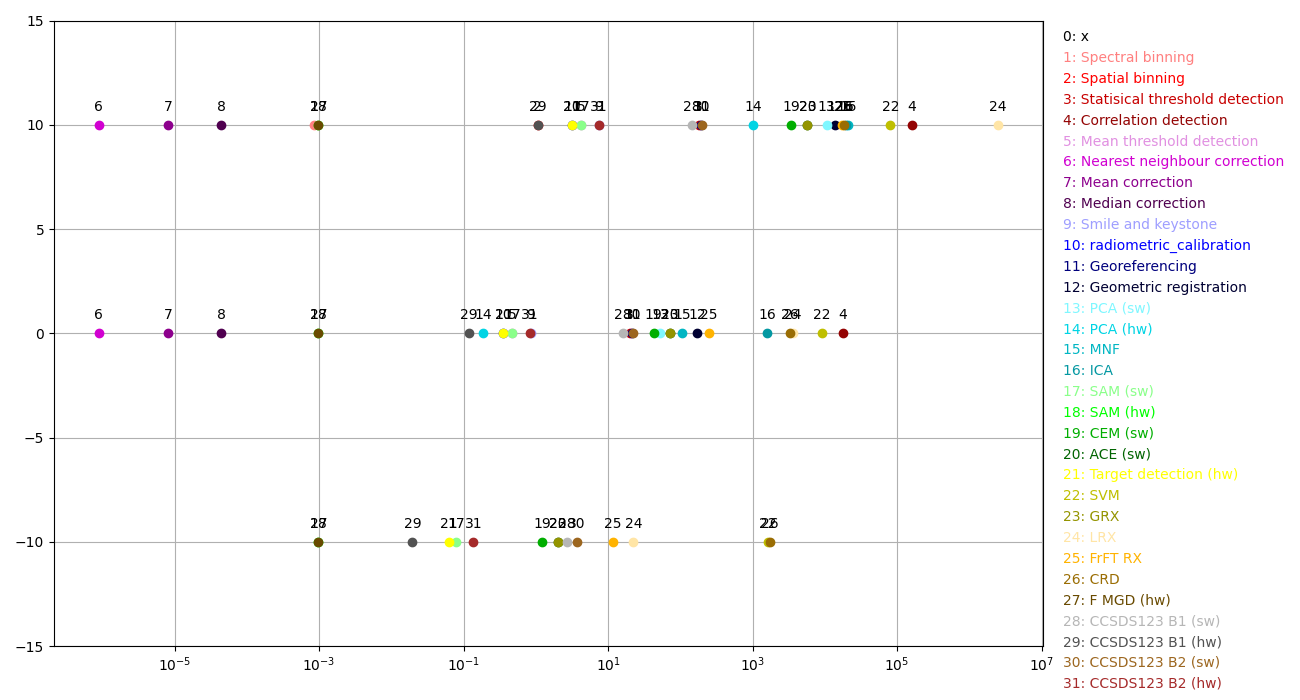 15
10
5
0
−5
−10
−15
6 7 8 29 14 19 22 4 24
6 7 8 29 14 16 22 4
29 31 19 25 24
10⁻⁵ 10⁻³ 10⁻¹ 10¹ 10³ 10⁵ 10⁷
0: x
1: Spectral binning
2: Spatial binning
3: Statisical threshold detection
4: Correlation detection
5: Mean threshold detection
6: Nearest neighbour correction
7: Mean correction
8: Median correction
9: Smile and keystone
10: radiometric_calibration
11: Georeferencing
12: Geometric registration
13: PCA (sw)
14: PCA (hw)
15: MNF
16: ICA
17: SAM (sw)
18: SAM (hw)
19: CEM (sw)
20: ACE (sw)
21: Target detection (hw)
22: SVM
23: GRX
24: LRX
25: FrFT RX
26: CRD
27: F MGD (hw)
28: CCSDS123 B1 (sw)
29: CCSDS123 B1 (hw)
30: CCSDS123 B2 (sw)
31: CCSDS123 B2 (hw)